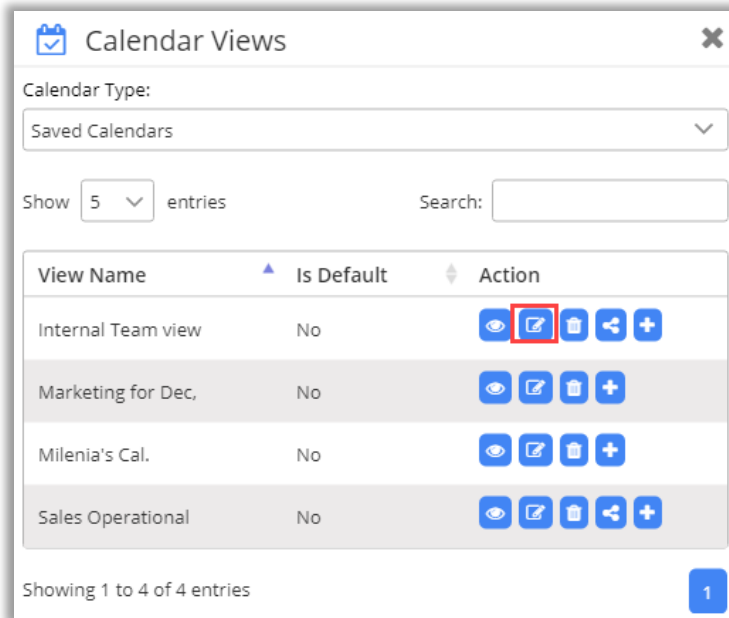 Calendar Views
Calendar Type:
Saved Calendars
Show 5 entries Search:
View Name Is Default Action
Internal Team view No
Marketing for Dec, No
Milenia's Cal. No
Sales Operational No
Showing 1 to 4 of 4 entries 1